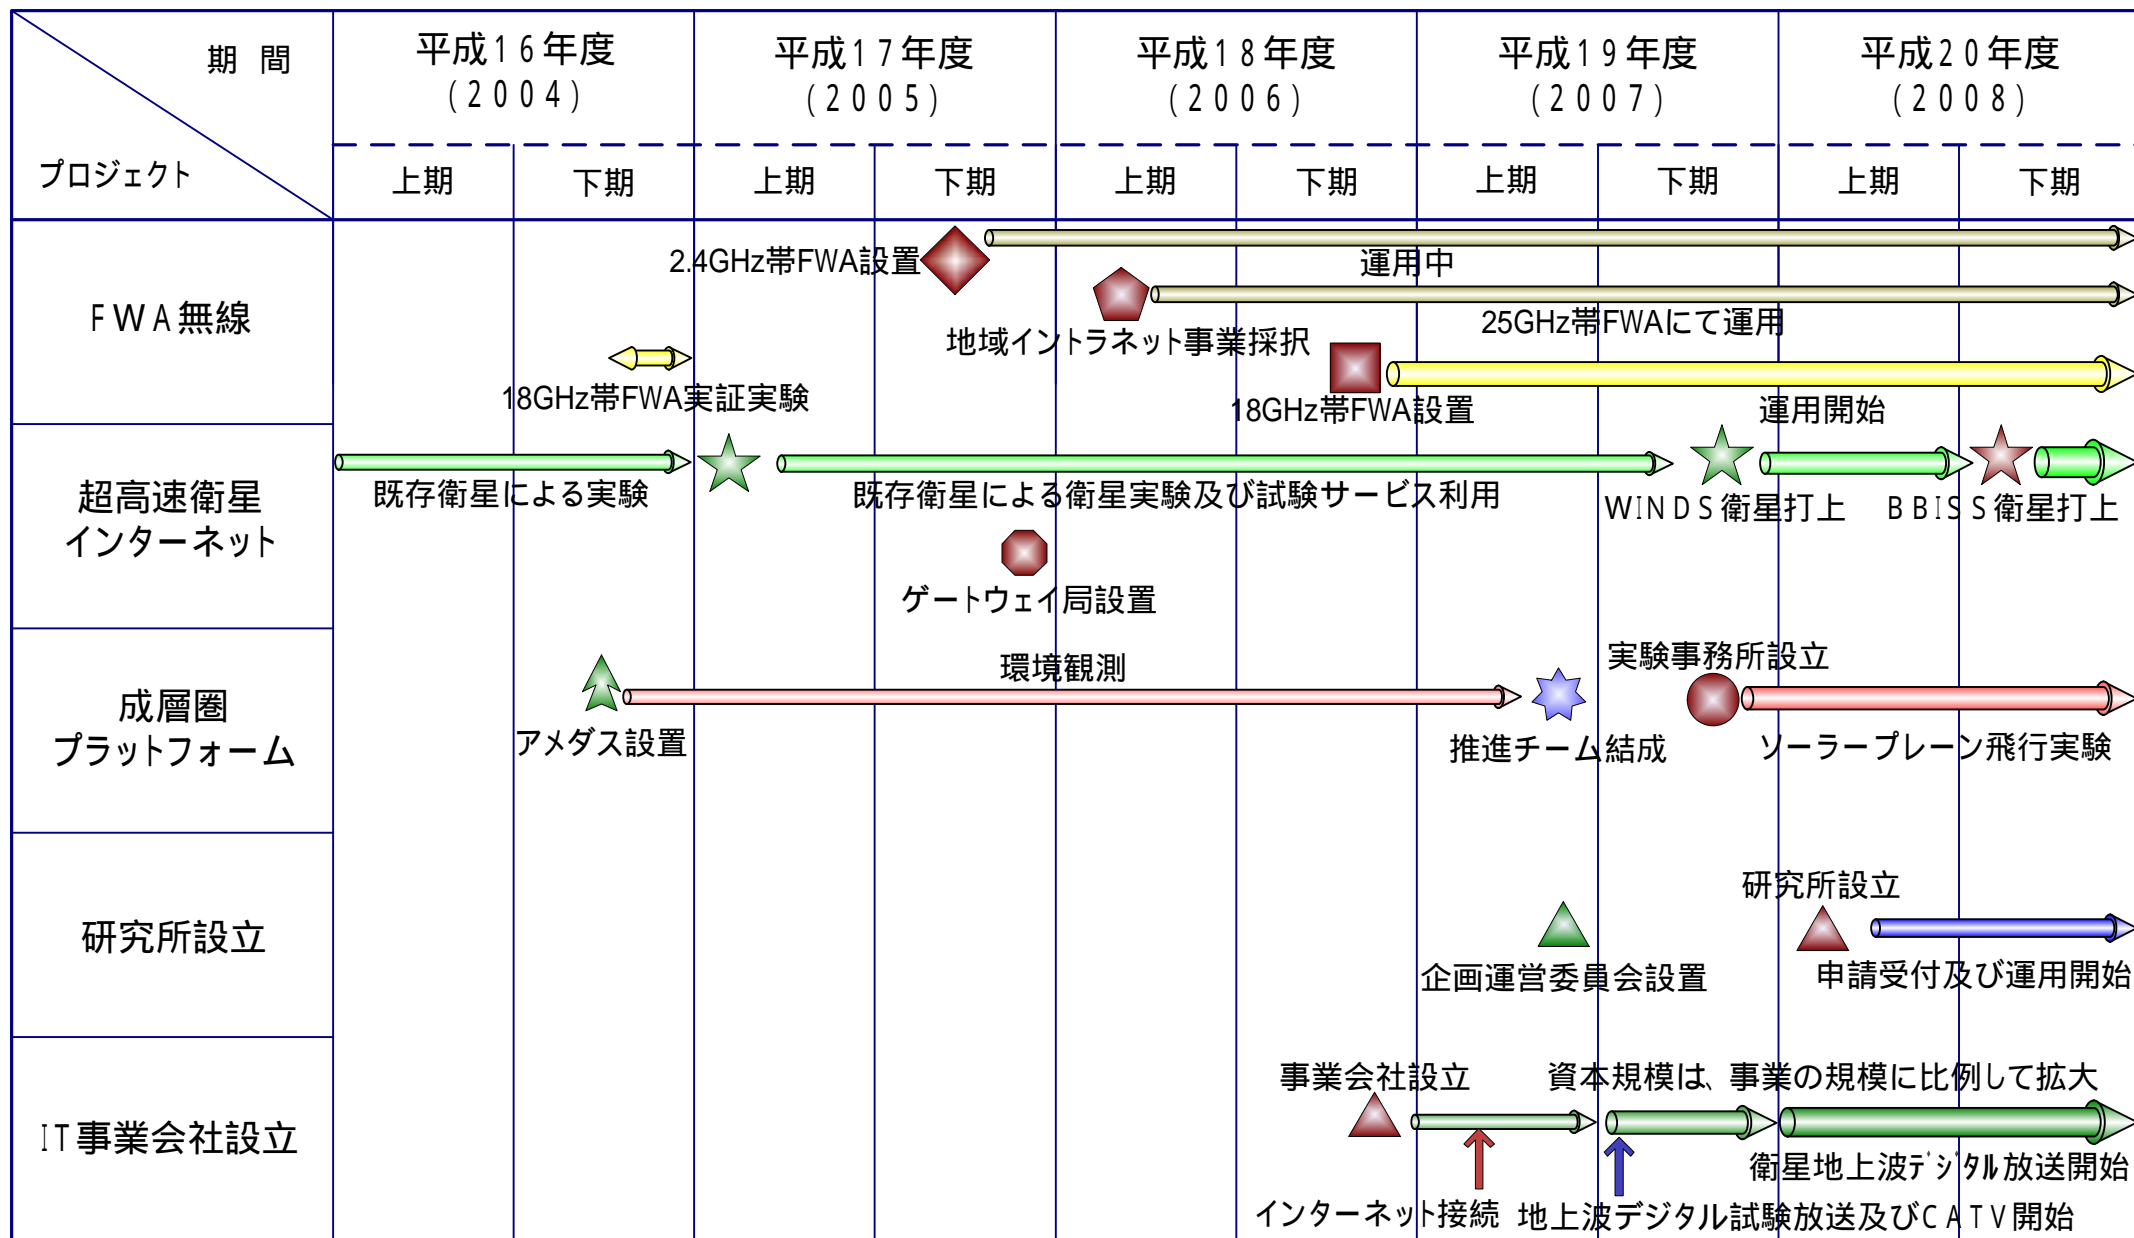 期 間
プロジェクト
平成16年度
(2004)
平成17年度
(2005)
平成18年度
(2006)
平成19年度
(2007)
平成20年度
(2008)
上期
下期
上期
下期
上期
下期
上期
下期
上期
下期
FWA無線
2.4GHz帯FWA設置
運用中
地域イントラネット事業採択
25GHz帯FWAにて運用
18GHz帯FWA実証実験
18GHz帯FWA設置
運用開始
超高速衛星
インターネット
既存衛星による実験
既存衛星による衛星実験及び試験サービス利用
WINDS衛星打上
BBISS衛星打上
ゲートウェイ局設置
成層圏
プラットフォーム
アメダス設置
環境観測
推進チーム結成
実験事務所設立
ソーラープレーン飛行実験
研究所設立
企画運営委員会設置
研究所設立
申請受付及び運用開始
IT事業会社設立
事業会社設立
資本規模は、事業の規模に比例して拡大
衛星地上波デジタル放送開始
インターネット接続
地上波デジタル試験放送及びCATV開始